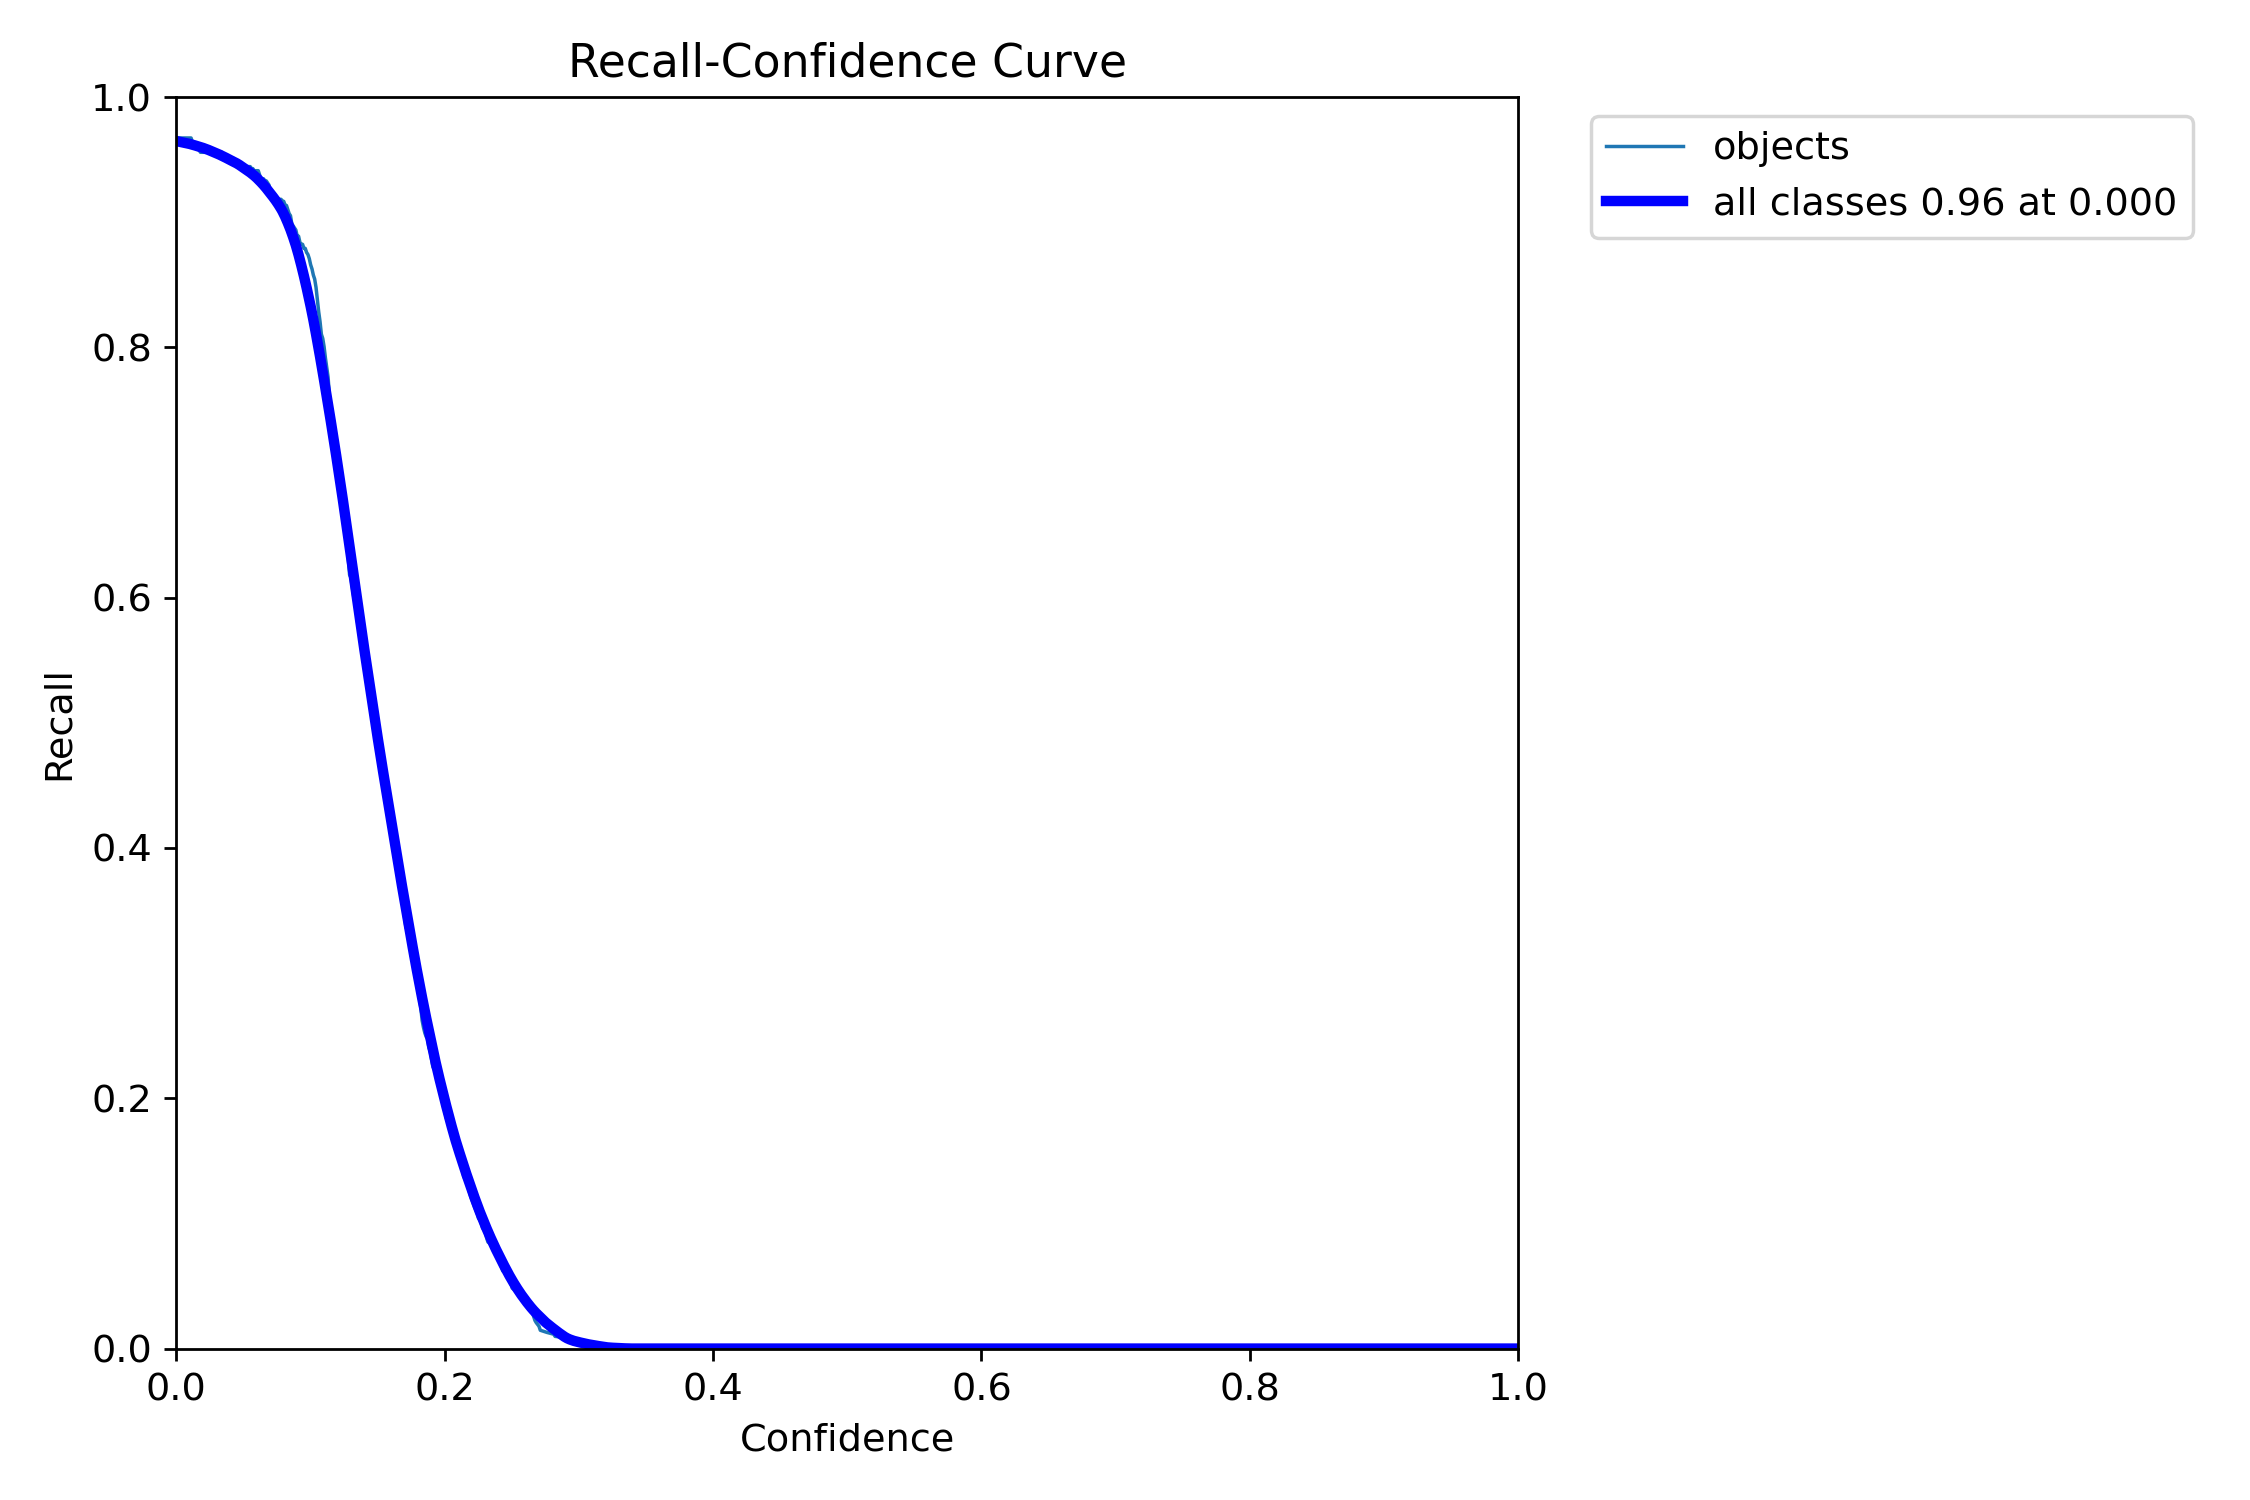 Recall-Confidence Curve
1.0
0.8
0.6
0.4
0.2
0.0
Recall
0.0 0.2 0.4 0.6 0.8 1.0
Confidence
objects
all classes 0.96 at 0.000